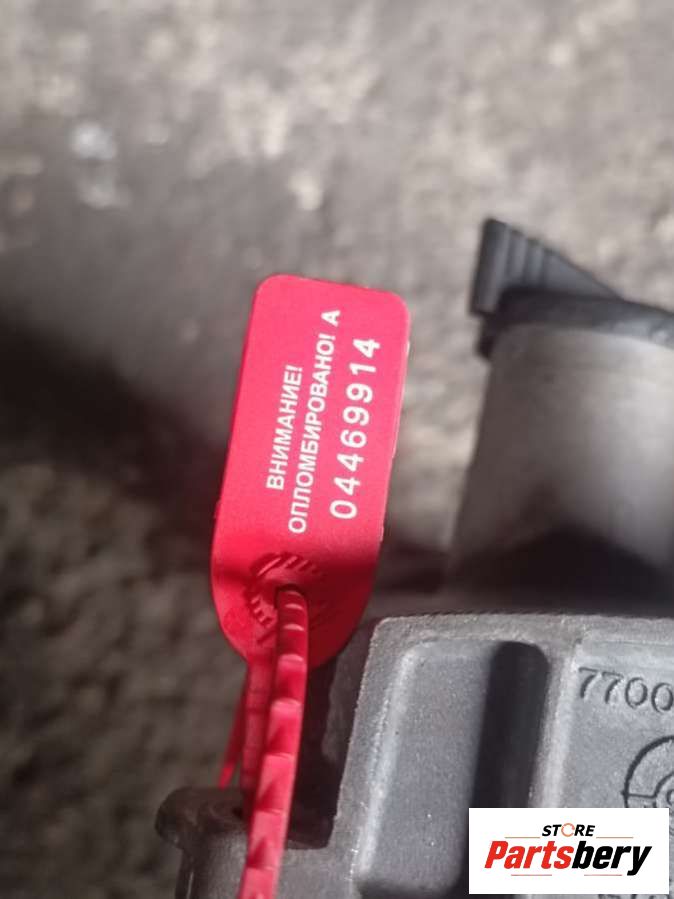 ВНИМАНИЕ!
ОПЛОМБИРОВАНО! А
04469914
7700
STORE
Partsbery